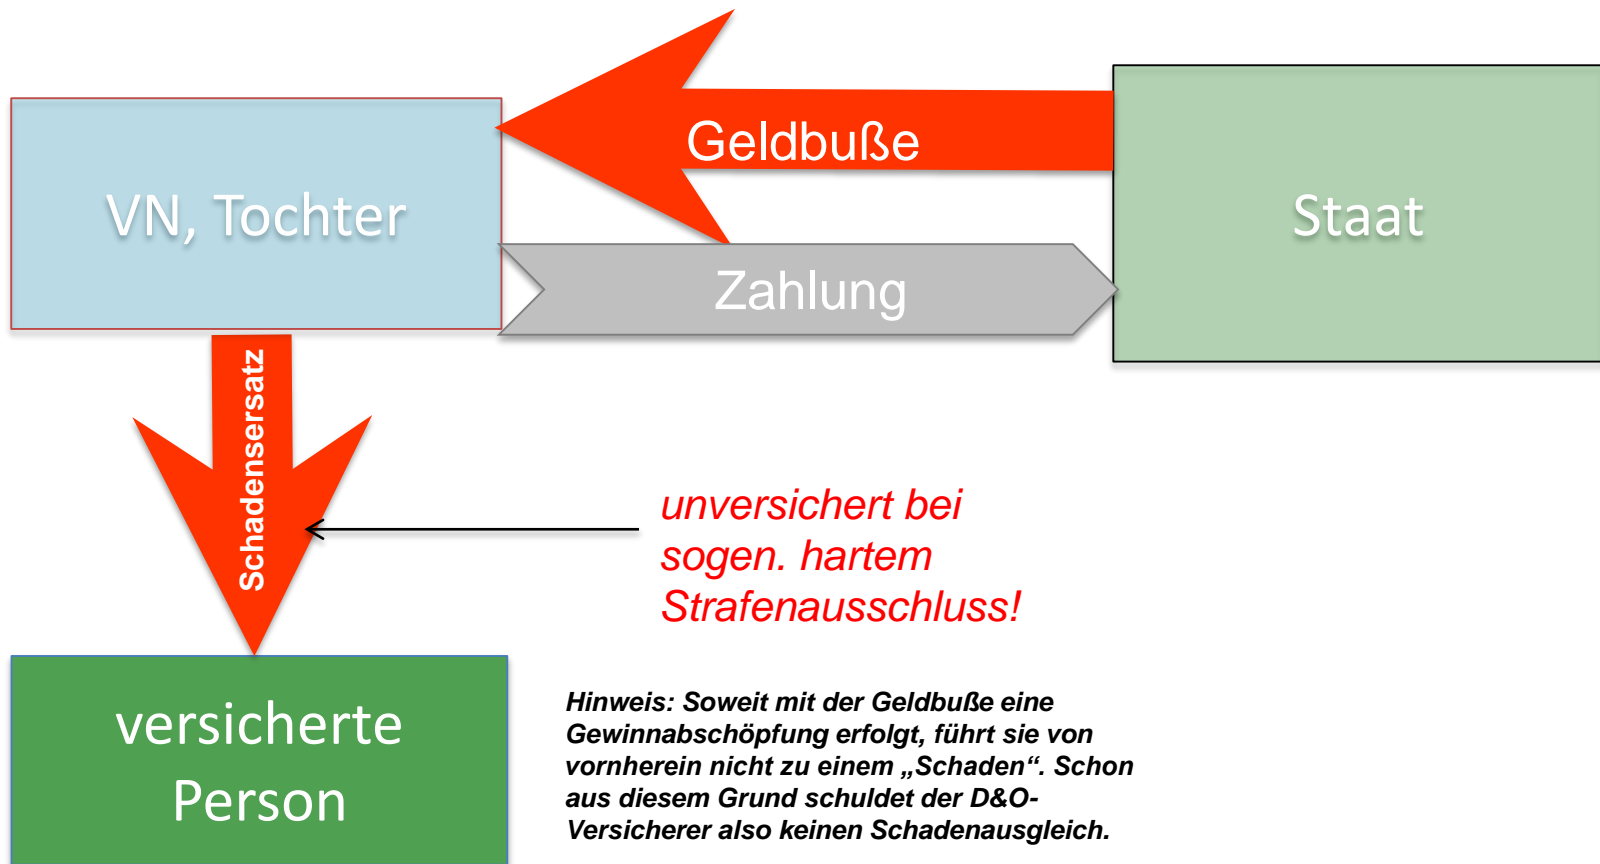 Geldbuße
VN, Tochter
Staat
Zahlung
Schadensersatz
unversichert bei
sogen. hartem
Strafenausschluss!
versicherte
Person
Hinweis: Soweit mit der Geldbuße eine
Gewinnabschöpfung erfolgt, führt sie von
vornherein nicht zu einem „Schaden“. Schon
aus diesem Grund schuldet der D&O-
Versicherer also keinen Schadenausgleich.